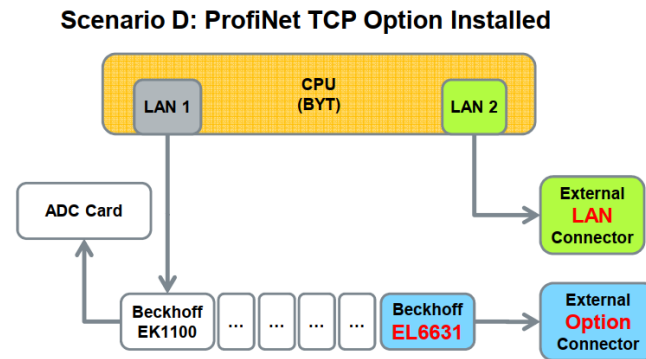 Scenario D: ProfiNet TCP Option Installed
CPU
(BYT)
LAN 1
LAN 2
ADC Card
External
LAN
Connector
Beckhoff
EK1100
...
...
...
...
Beckhoff
EL6631
External
Option
Connector